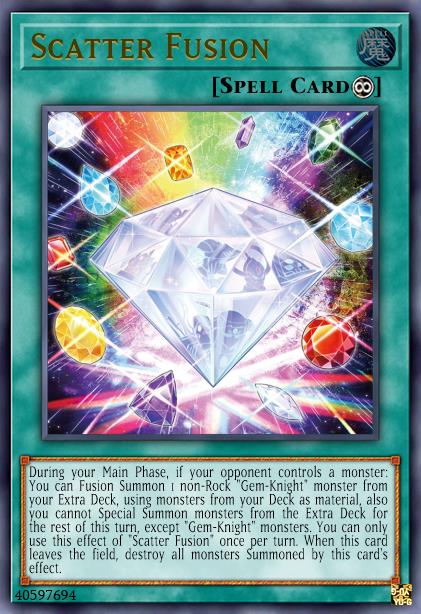 Scatter Fusion
魔
[Spell Card]
During your Main Phase, if your opponent controls a monster:
You can Fusion Summon 1 non-Rock "Gem-Knight" monster from
your Extra Deck, using monsters from your Deck as material, also
you cannot Special Summon monsters from the Extra Deck for
the rest of this turn, except "Gem-Knight" monsters. You can only
use this effect of "Scatter Fusion" once per turn. When this card
leaves the field, destroy all monsters Summoned by this card's
effect.
40597694